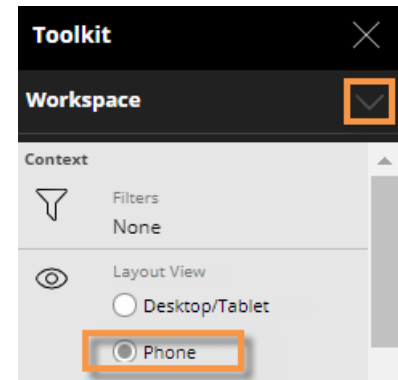 Toolkit
Workspace
Context
Filters
None
Layout View
Desktop/Tablet
Phone